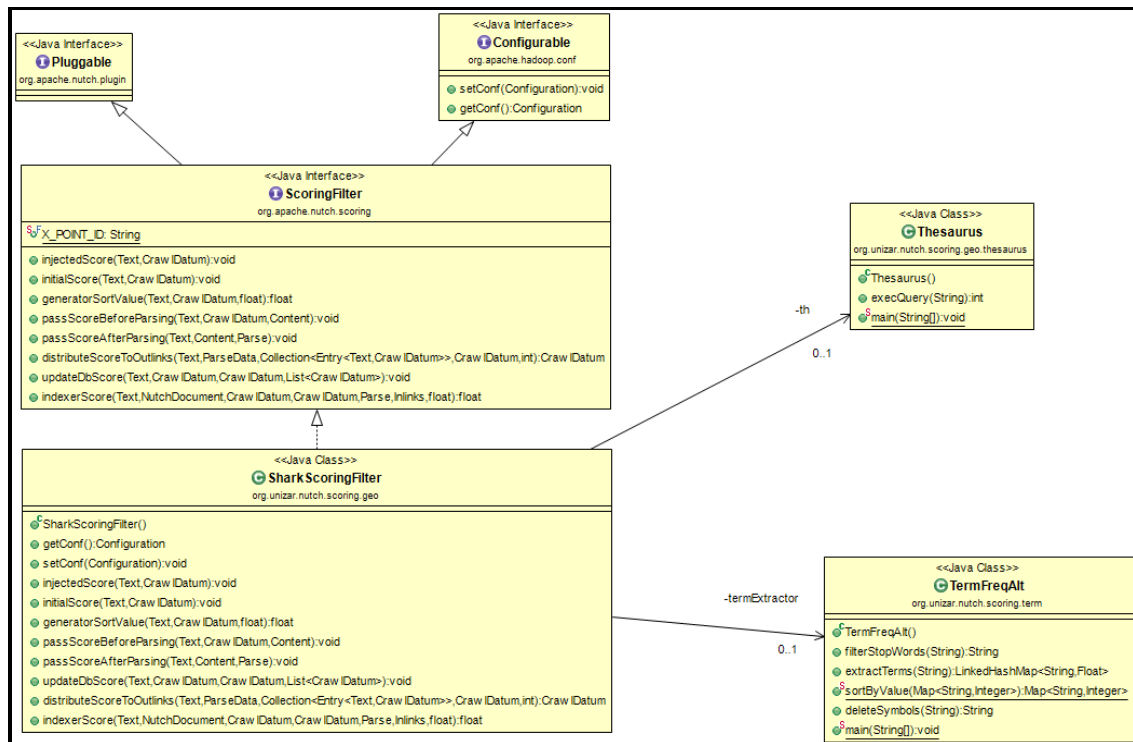 <<Java Interface>>
Pluggable
org.apache.nutch.plugin
<<Java Interface>>
Configurable
org.apache.hadoop.conf
setConf(Configuration):void
getConf():Configuration
<<Java Interface>>
ScoringFilter
org.apache.nutch.scoring
X_POINT_ID: String
injectedScore(Text,CrawlDatum):void
initialScore(Text,CrawlDatum):void
generatorSortValue(Text,CrawlDatum,float):float
passScoreBeforeParsing(Text,CrawlDatum,Content):void
passScoreAfterParsing(Text,Content,Parse):void
distributeScoreToOutlinks(Text,ParseData,Collection<Entry<Text,CrawlDatum>>,CrawlDatum,int):CrawlDatum
updateDbScore(Text,CrawlDatum,CrawlDatum,List<CrawlDatum>):void
indexerScore(Text,NutchDocument,CrawlDatum,CrawlDatum,Parse,Inlinks,float):float
<<Java Class>>
Thesaurus
org.unizar.nutch.scoring.geo.thesaurus
Thesaurus()
execQuery(String):int
main(String[]):void
-th
0..1
<<Java Class>>
SharkScoringFilter
org.unizar.nutch.scoring.geo
SharkScoringFilter()
getConf():Configuration
setConf(Configuration):void
injectedScore(Text,CrawlDatum):void
initialScore(Text,CrawlDatum):void
generatorSortValue(Text,CrawlDatum,float):float
passScoreBeforeParsing(Text,CrawlDatum,Content):void
passScoreAfterParsing(Text,Content,Parse):void
updateDbScore(Text,CrawlDatum,CrawlDatum,List<CrawlDatum>):void
distributeScoreToOutlinks(Text,ParseData,Collection<Entry<Text,CrawlDatum>>,CrawlDatum,int):CrawlDatum
indexerScore(Text,NutchDocument,CrawlDatum,CrawlDatum,Parse,Inlinks,float):float
-termExtractor
0..1
<<Java Class>>
TermFreqAlt
org.unizar.nutch.scoring.term
TermFreqAlt()
filterStopWords(String):String
extractTerms(String):LinkedHashMap<String,Float>
sortByValue(Map<String,Integer>):Map<String,Integer>
deleteSymbols(String):String
main(String[]):void